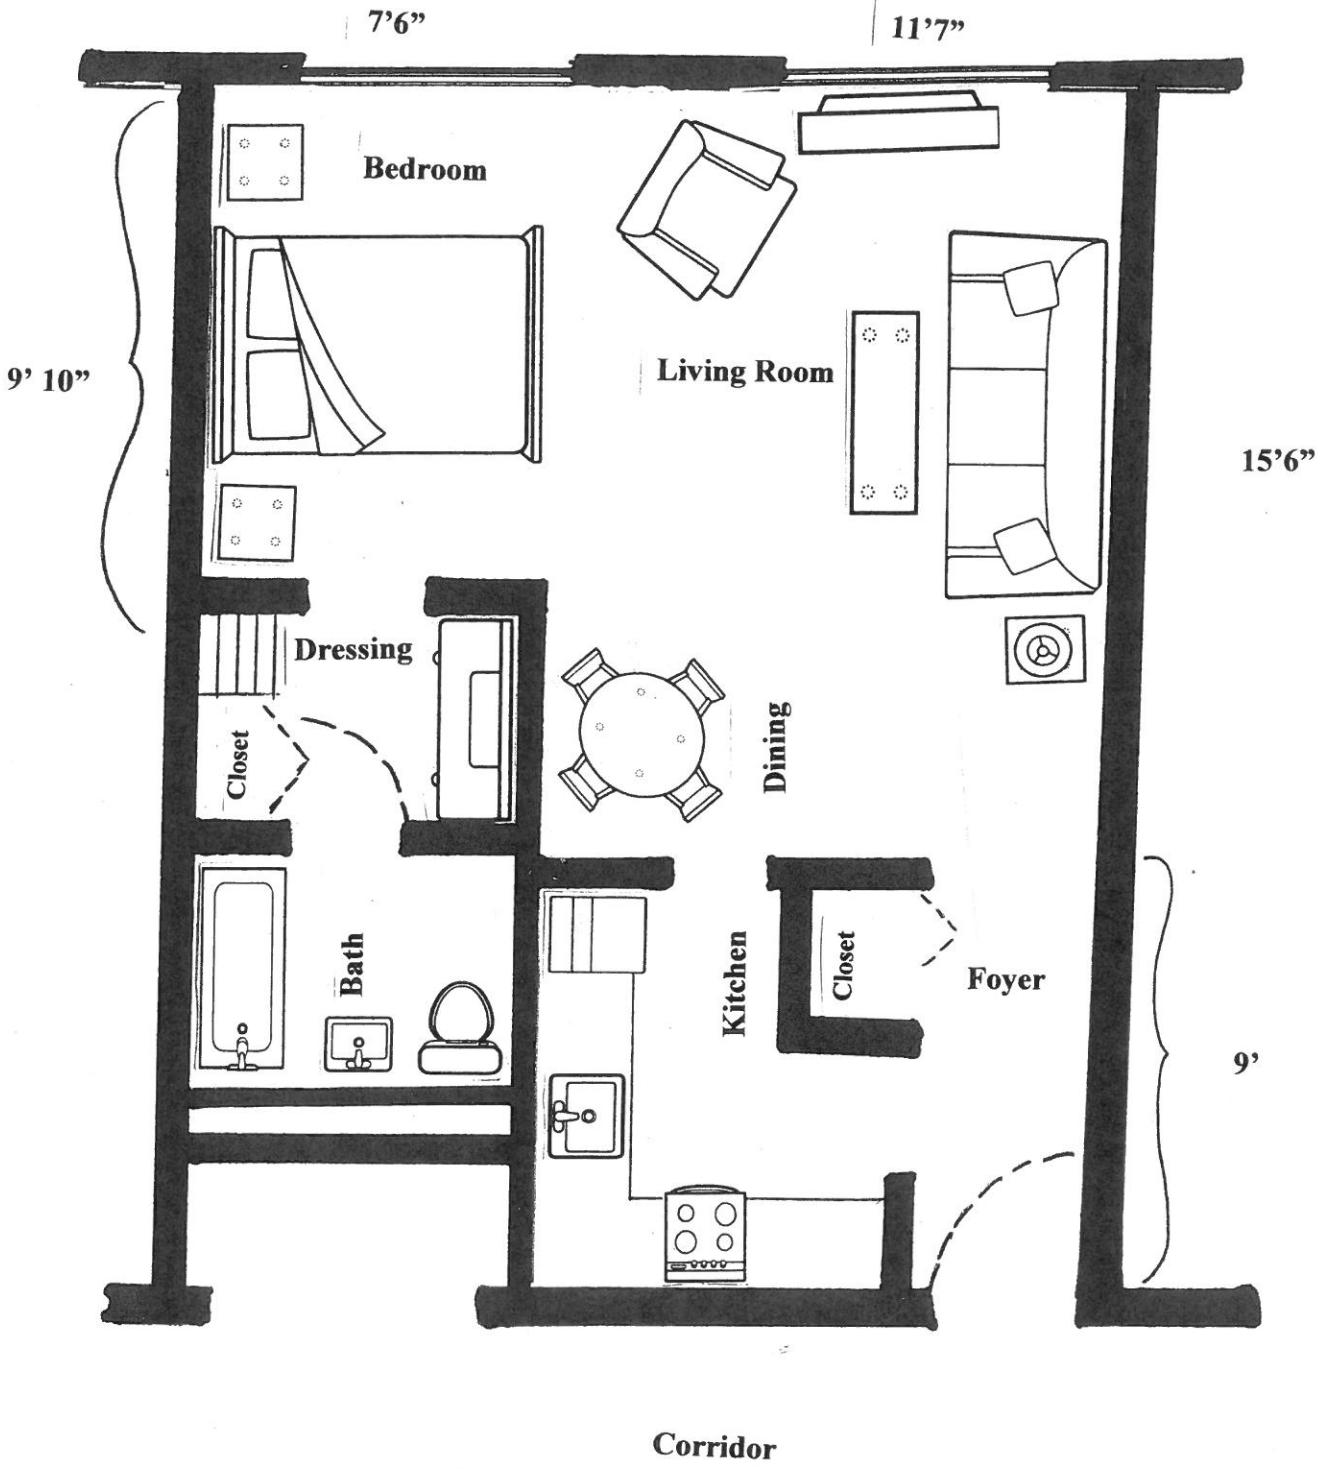 7’6”
11’7”
Bedroom
Living Room
9’ 10”
15’6”
Dressing
Closet
Dining
Bath
Kitchen
Closet
Foyer
9’
Corridor